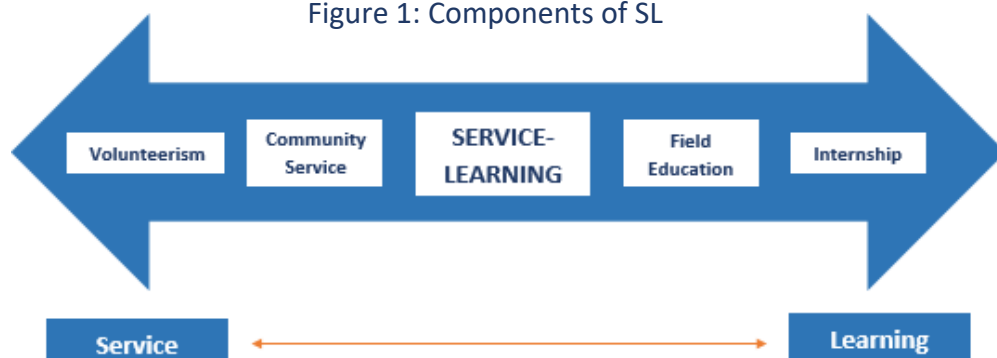 Figure 1: Components of SL
Volunteerism
Community
Service
SERVICE-
LEARNING
Field
Education
Internship
Service
Learning